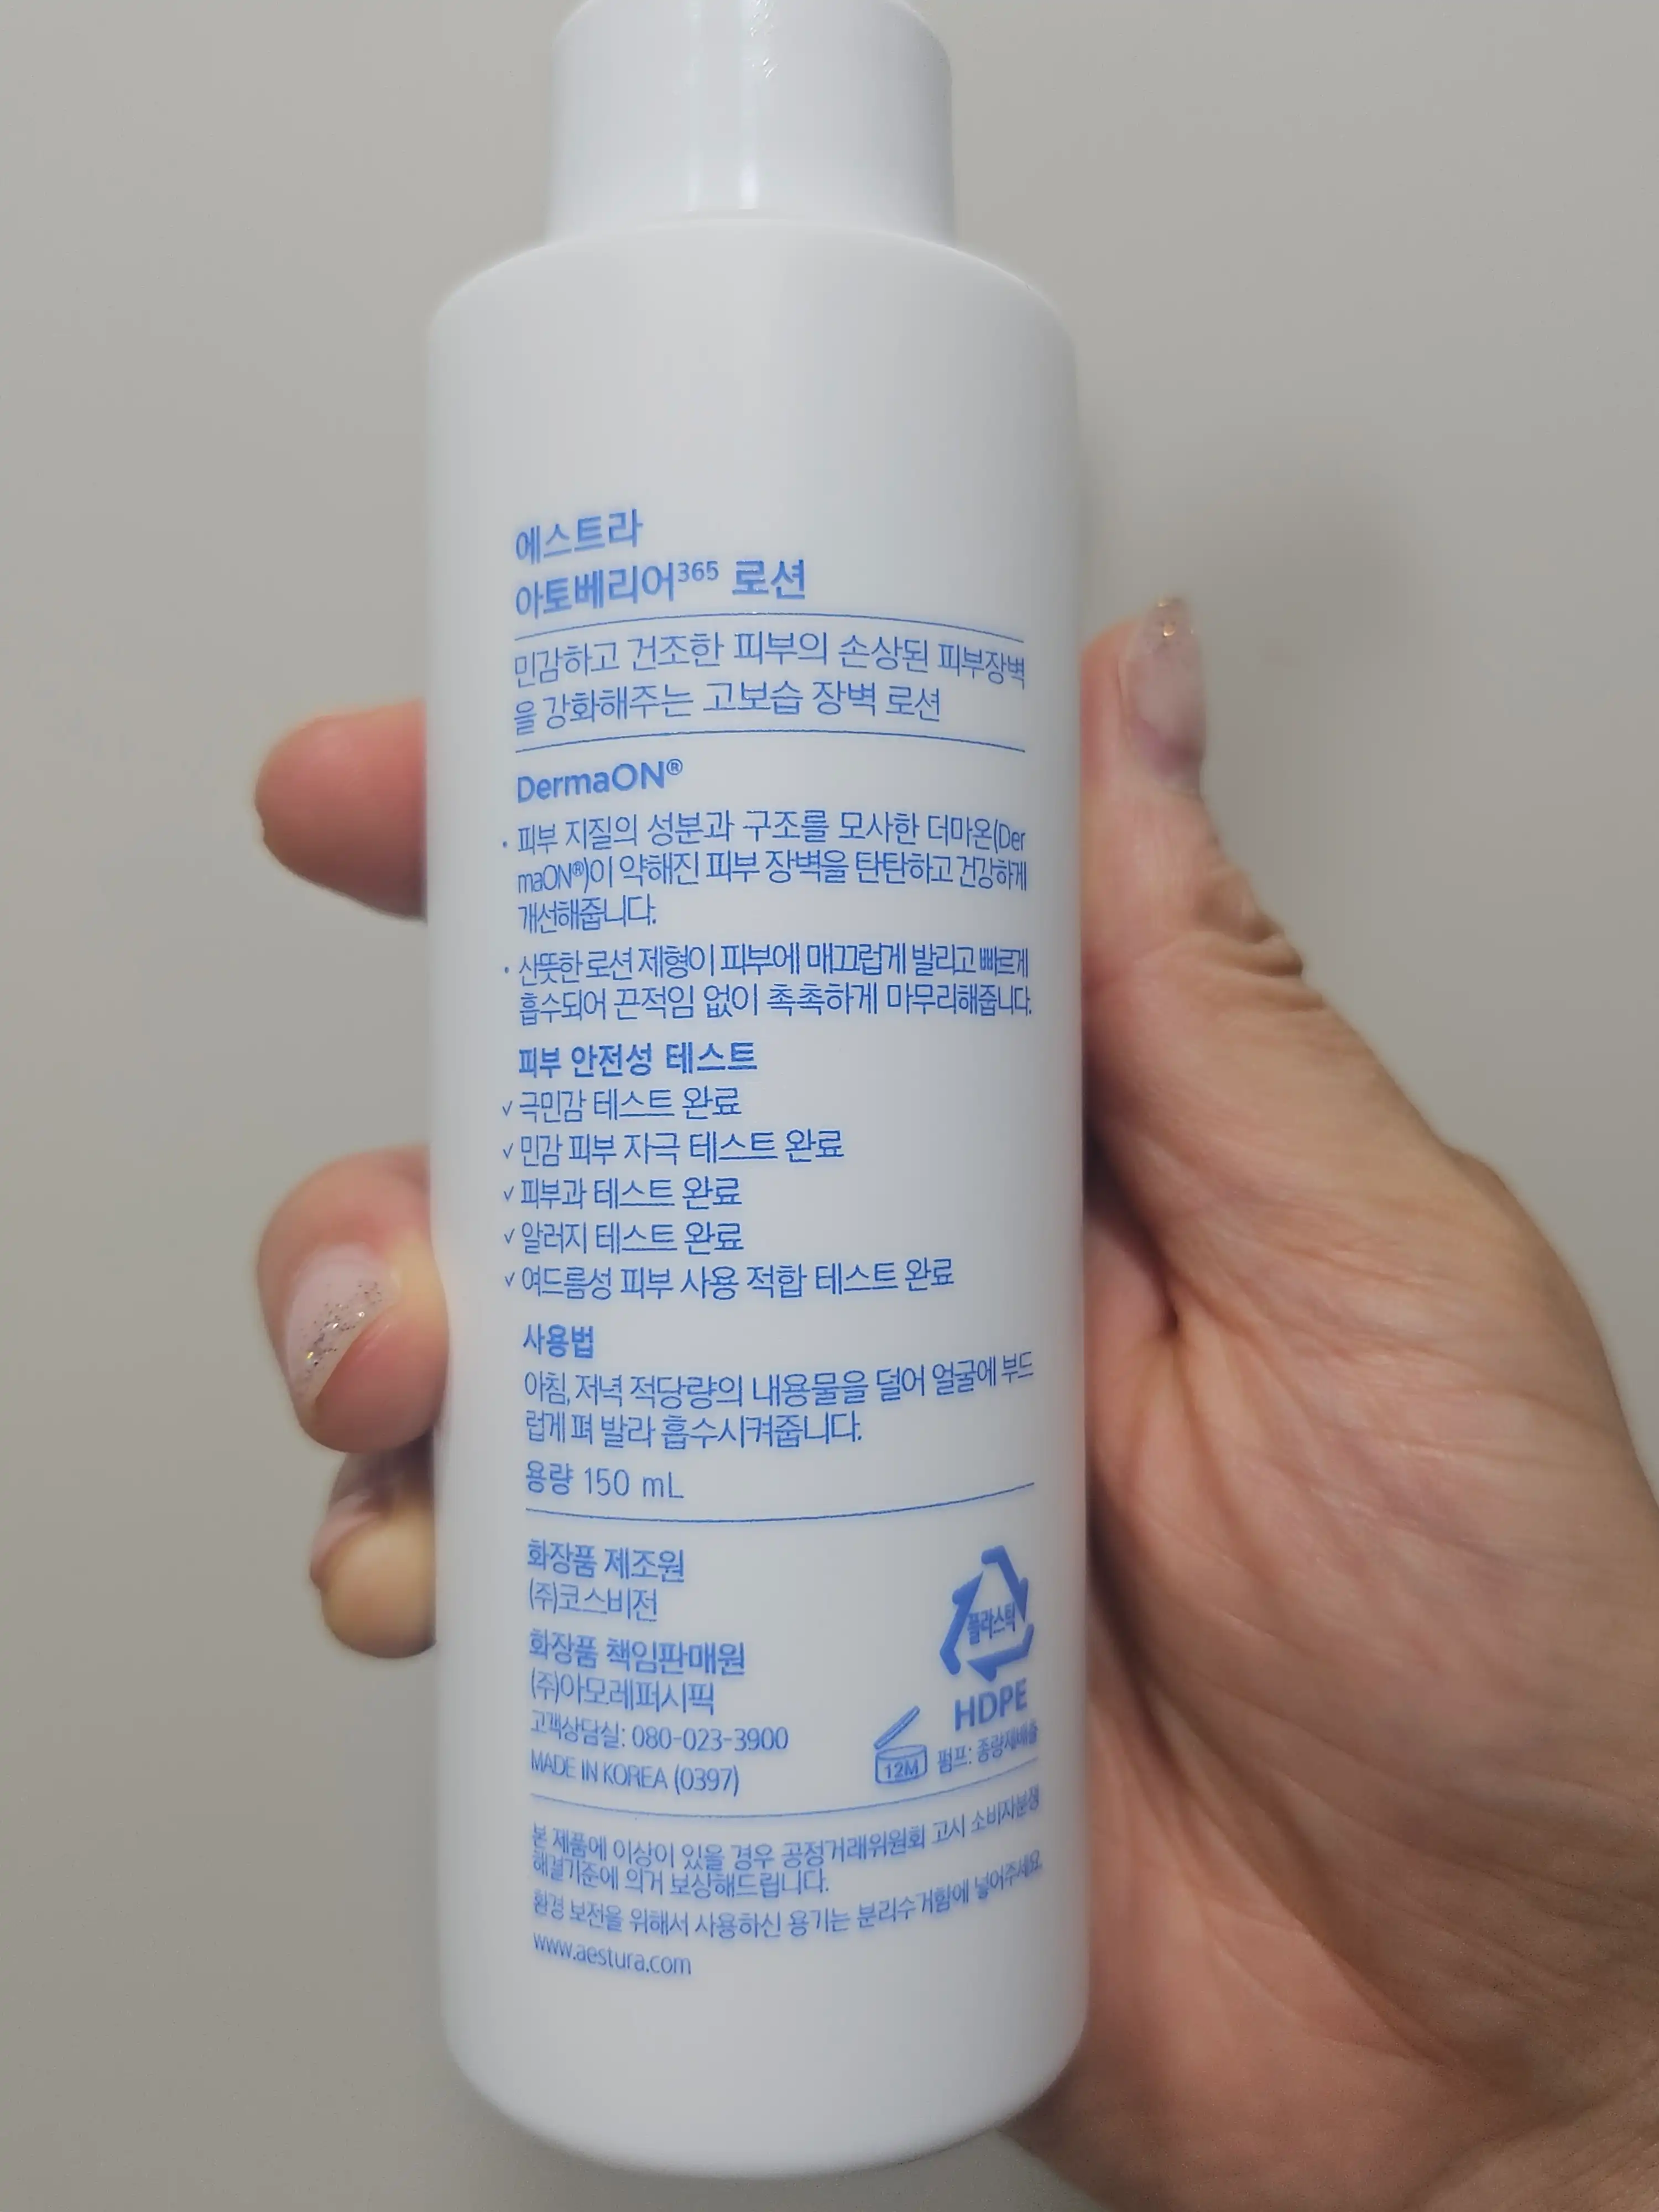 에스트라
아토베리어365 로션
민감하고 건조한 피부의 손상된 피부장벽
을 강화해주는 고보습 장벽 로션
DermaON®
· 피부 지질의 성분과 구조를 모사한 더마온(Der
maON®)이 약해진 피부 장벽을 탄탄하고 건강하게
개선해줍니다.
· 산뜻한 로션 제형이 피부에 매끄럽게 발리고 빠르게
흡수되어 끈적임 없이 촉촉하게 마무리해줍니다.
피부 안전성 테스트
✓ 극민감 테스트 완료
✓ 민감 피부 자극 테스트 완료
✓ 피부과 테스트 완료
✓ 알러지 테스트 완료
✓ 여드름성 피부 사용 적합 테스트 완료
사용법
아침, 저녁 적당량의 내용물을 덜어 얼굴에 부드
럽게 펴 발라 흡수시켜줍니다.
용량 150 mL
화장품 제조원
(주)코스비전
화장품 책임판매원
(주)아모레퍼시픽
고객상담실: 080-023-3900
MADE IN KOREA (0397)
플라스틱
HDPE
12M
펌프: 종량제배출
본 제품에 이상이 있을 경우 공정거래위원회 고시 소비자분쟁
해결기준에 의거 보상해드립니다.
환경 보전을 위해서 사용하신 용기는 분리수거함에 넣어주세요.
www.aestura.com